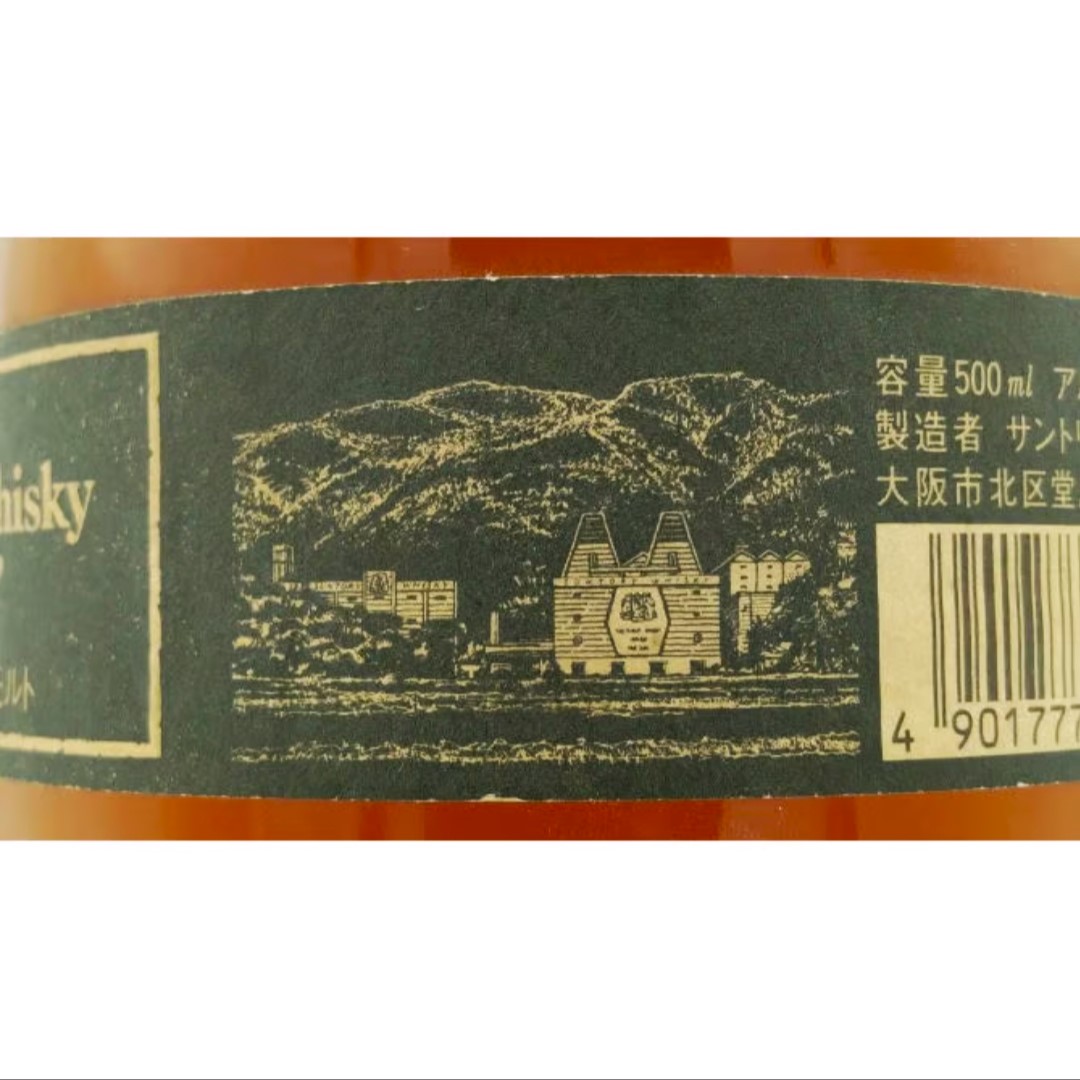 hisky
モルト
容量500ml ア
製造者 サント
大阪市北区堂
4 901777